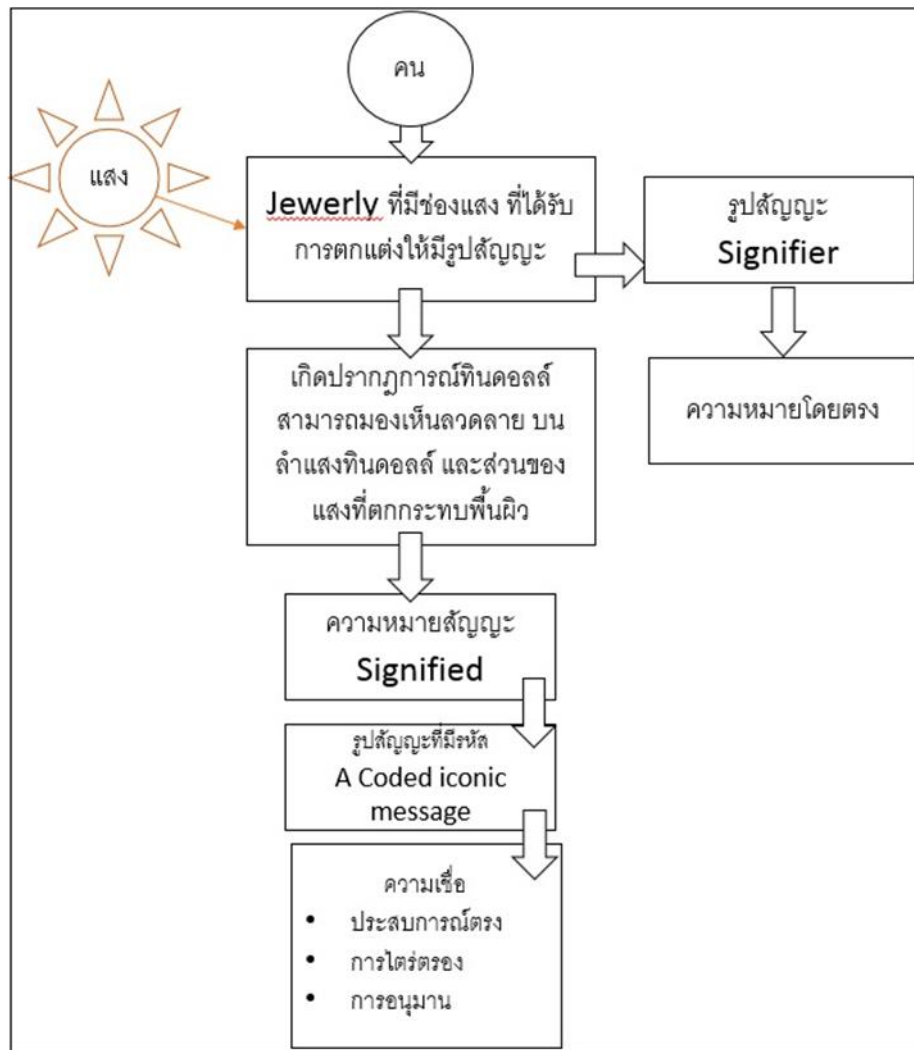 คน
แสง
Jewerly ที่มีช่องแสง ที่ได้รับ
การตกแต่งให้มีรูปสัญญะ
รูปสัญญะ
Signifier
เกิดปรากฏการณ์ทินดอลล์
สามารถมองเห็นลวดลาย บน
ลำแสงทินดอลล์ และส่วนของ
แสงที่ตกกระทบพื้นผิว
ความหมายโดยตรง
ความหมายสัญญะ
Signified
รูปสัญญะที่มีรหัส
A Coded iconic
message
ความเชื่อ
• ประสบการณ์ตรง
• การไตร่ตรอง
• การอนุมาน